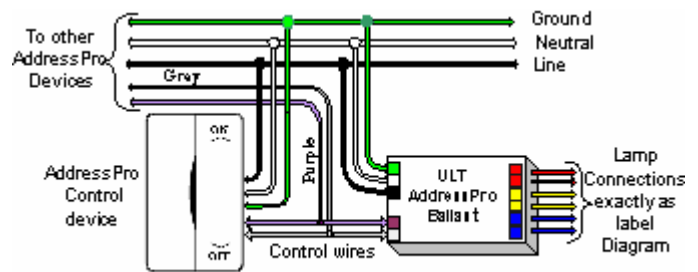 To other
AddressPro
Devices
Ground
Neutral
Line
Grey
Purple
ON
OFF
AddressPro
Control
device
Control wires
ULT
AddressPro
Ballast
Lamp
Connections
exactly as
label
Diagram